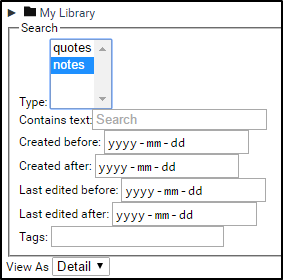 My Library
Search
quotes
notes
Type:
Contains text: Search
Created before: yyyy-mm-dd
Created after: yyyy-mm-dd
Last edited before: yyyy-mm-dd
Last edited after: yyyy-mm-dd
Tags:
View As Detail